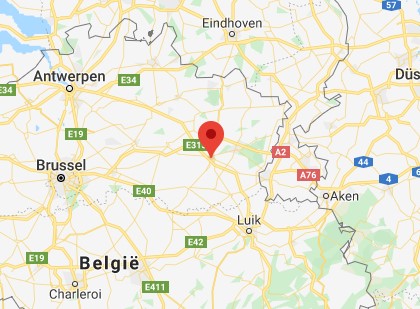 57
Eindhoven
E34
Antwerpen
E34
Düs
E19
E313
A2
44
Brussel
A76
4
E40
Aken
Luik
E42
E19
België
E411
Charleroi